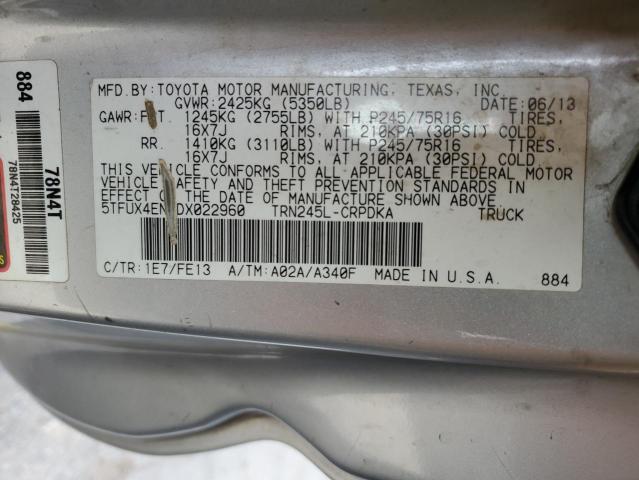 MFD.BY:TOYOTA MOTOR MANUFACTURING, TEXAS, INC.
GVWR:2425KG (5350LB) DATE:06/13
1245KG (2755LB) WITH P245/75R16 TIRES,
16X7J RIMS, AT 210KPA (30PSI) COLD.
RR. 1410KG (3110LB) WITH P245/75R16 TIRES,
16X7J RIMS, AT 210KPA (30PSI) COLD.
THIS VEHICLE CONFORMS TO ALL APPLICABLE FEDERAL MOTOR
VEHICLE SAFETY AND THEFT PREVENTION STANDARDS IN
EFFECT ON THE DATE OF MANUFACTURE SHOWN ABOVE.
TRN245L-CRPDKA TRUCK
C/TR:1E7/FE13 A/TM:A02A/A340F MADE IN U.S.A. 884
884
78N4T
78N4T28425